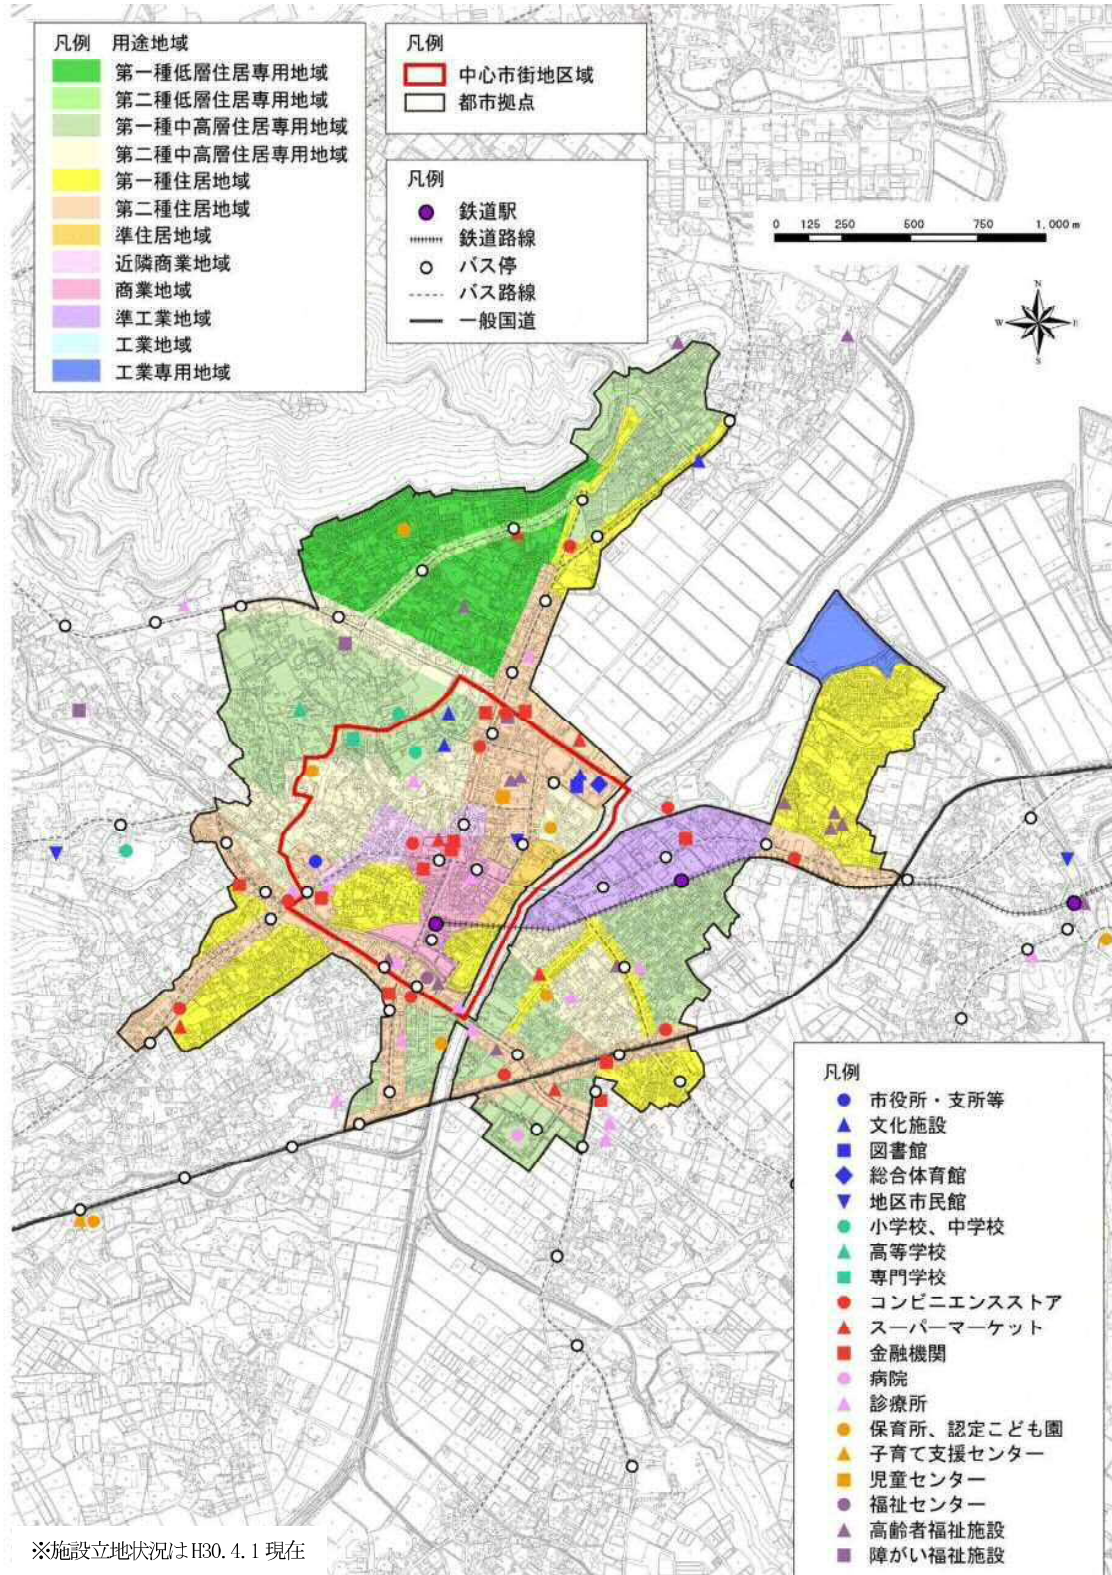 凡例 用途地域
第一種低層住居専用地域
第二種低層住居専用地域
第一種中高層住居専用地域
第二種中高層住居専用地域
第一種住居地域
第二種住居地域
準住居地域
近隣商業地域
商業地域
準工業地域
工業地域
工業専用地域
凡例
中心市街地区域
都市拠点
凡例
鉄道駅
鉄道路線
バス停
バス路線
一般国道
0 125 250 500 750 1,000 m
N
W E
S
凡例
市役所・支所等
文化施設
図書館
総合体育館
地区市民館
小学校、中学校
高等学校
専門学校
コンビニエンスストア
スーパーマーケット
金融機関
病院
診療所
保育所、認定こども園
子育て支援センター
児童センター
福祉センター
高齢者福祉施設
障がい福祉施設
※施設立地状況はH30.4.1現在